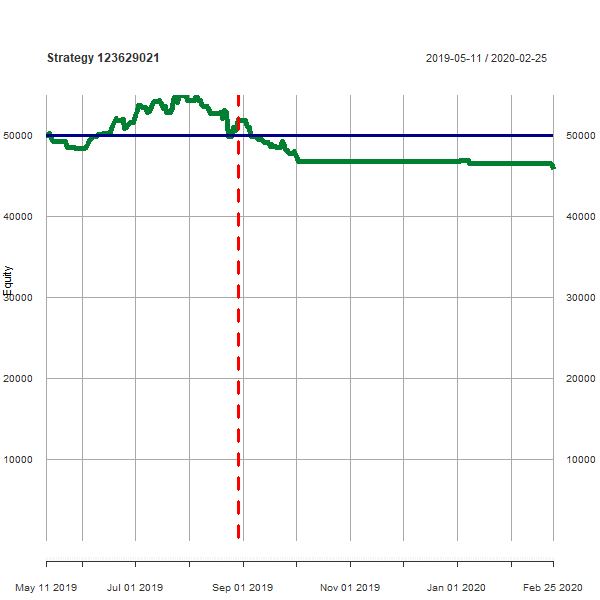 Strategy 123629021
2019-05-11 / 2020-02-25
50000
50000
40000
40000
Equity
30000
30000
20000
20000
10000
10000
May 11 2019
Jul 01 2019
Sep 01 2019
Nov 01 2019
Jan 01 2020
Feb 25 2020